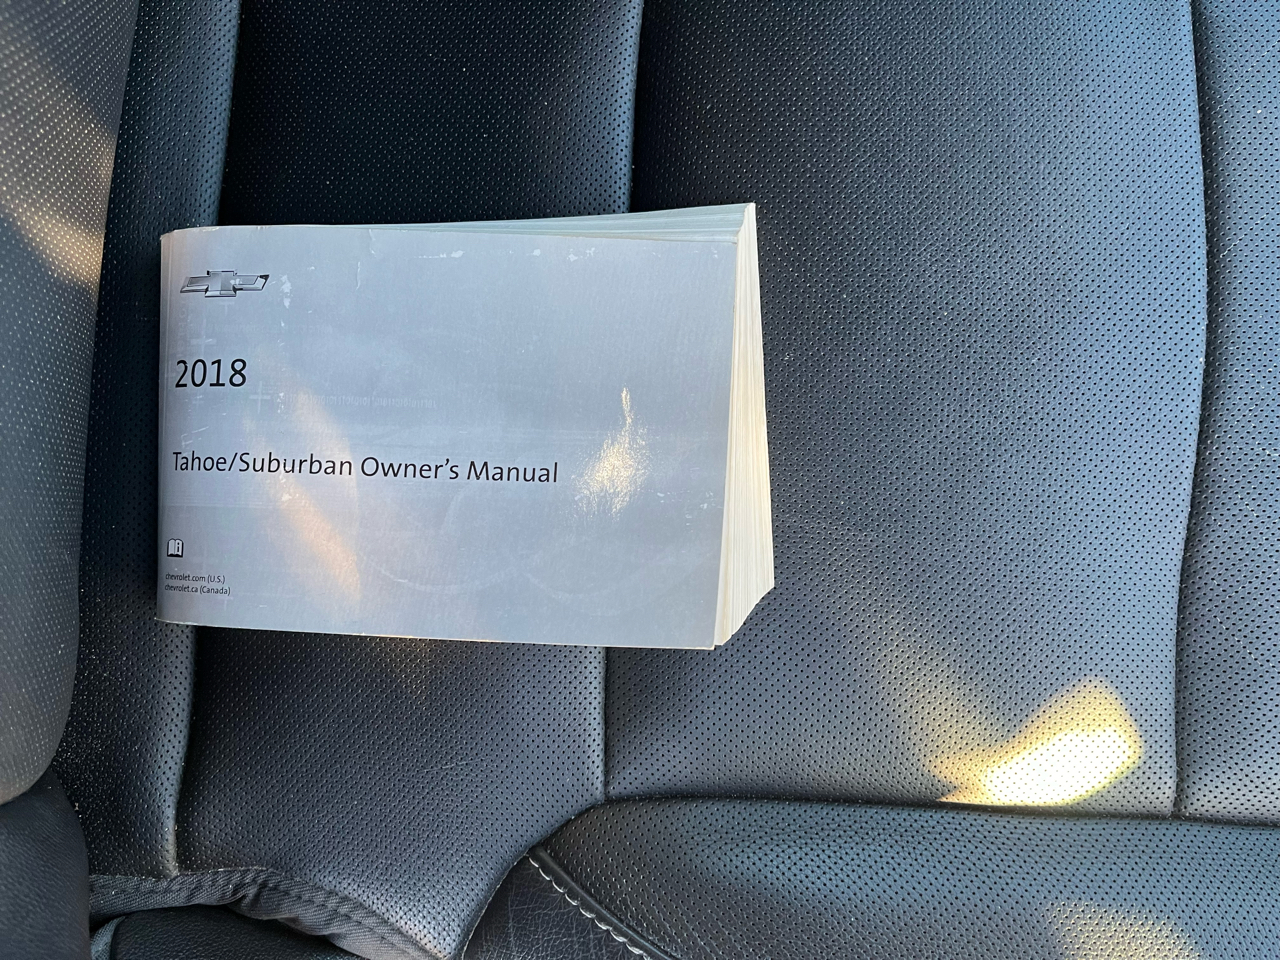 2018
Tahoe/Suburban Owner's Manual
chevrolet.com (U.S.)
chevrolet.ca (Canada)